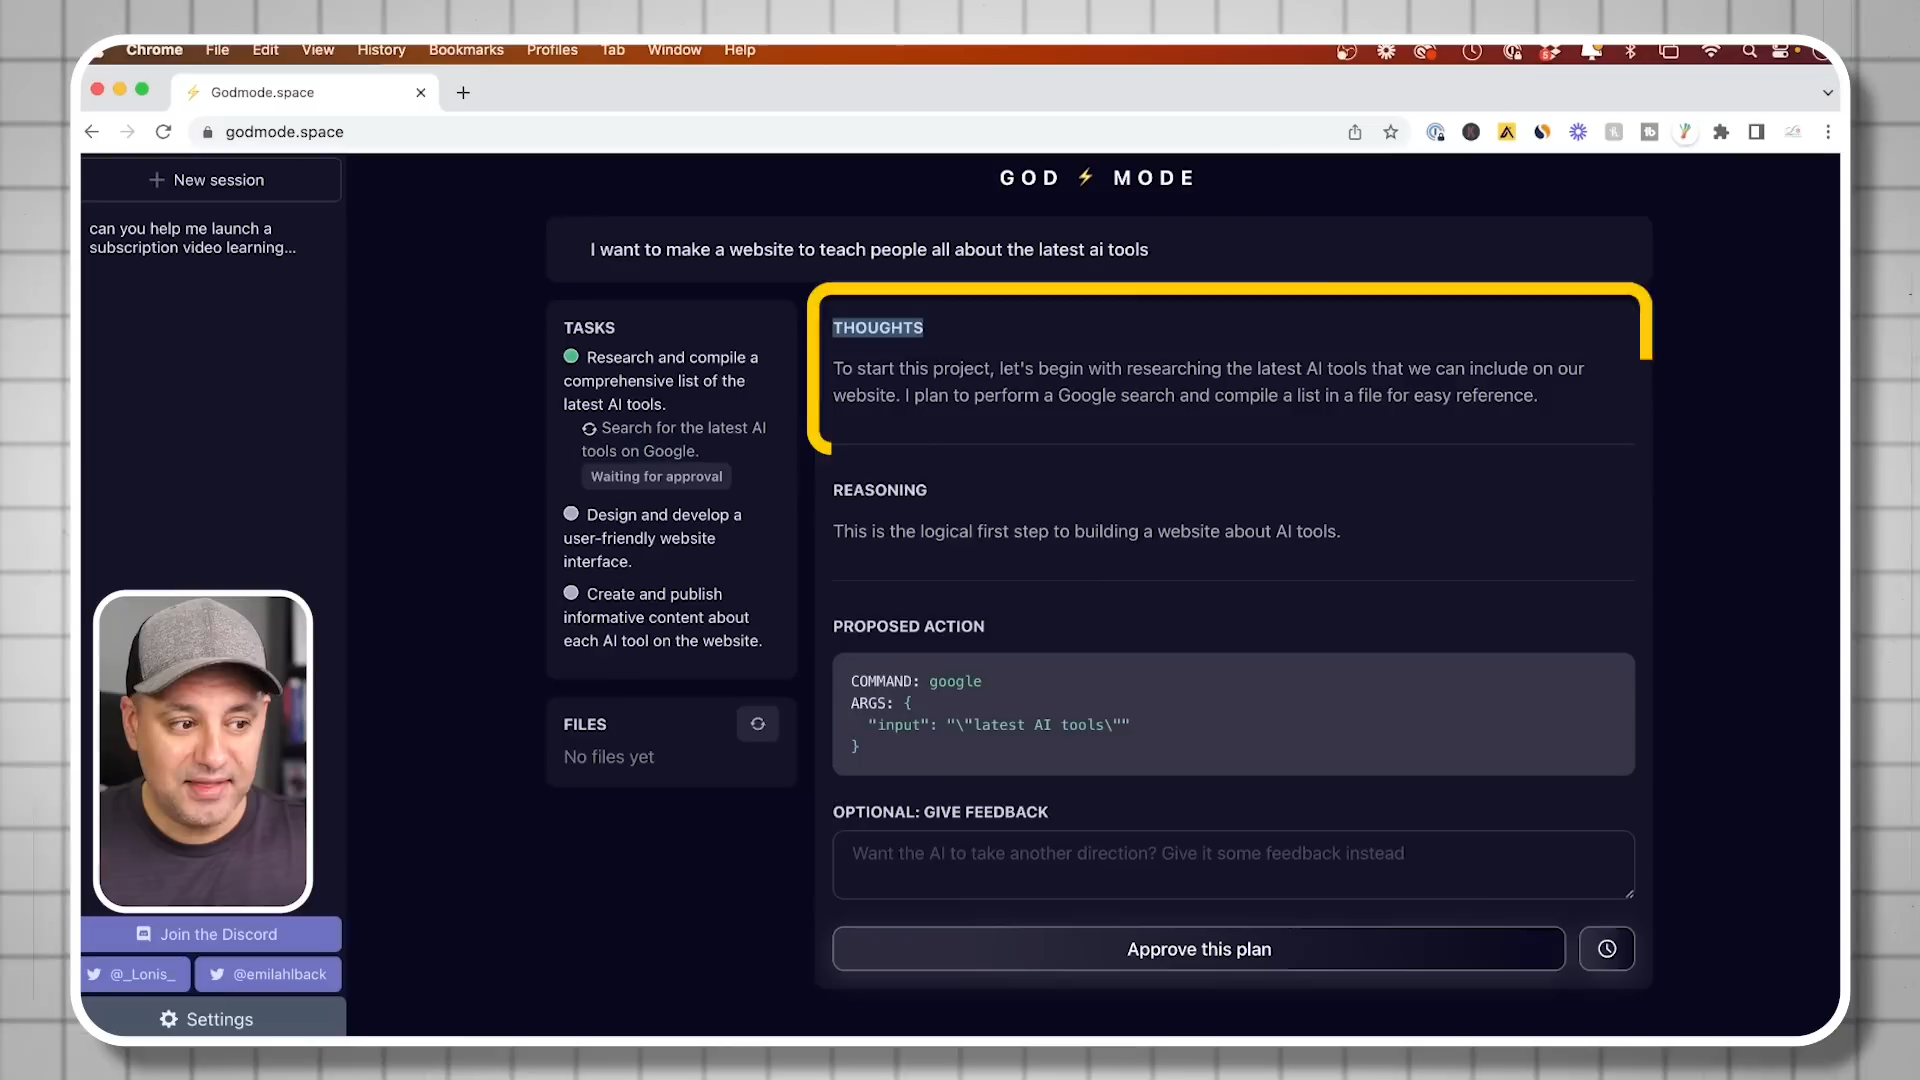 Chrome File Edit View History Bookmarks Profiles Tab Window Help
Godmode.space
godmode.space
New session
can you help me launch a
subscription video learning...
GOD ⚡ MODE
I want to make a website to teach people all about the latest ai tools
TASKS
Research and compile a
comprehensive list of the
latest AI tools.
Search for the latest AI
tools on Google.
Waiting for approval
Design and develop a
user-friendly website
interface.
Create and publish
informative content about
each AI tool on the website.
FILES
No files yet
THOUGHTS
To start this project, let's begin with researching the latest AI tools that we can include on our
website. I plan to perform a Google search and compile a list in a file for easy reference.
REASONING
This is the logical first step to building a website about AI tools.
PROPOSED ACTION
COMMAND: google
ARGS: {
"input": "\"latest AI tools\""
}
OPTIONAL: GIVE FEEDBACK
Want the AI to take another direction? Give it some feedback instead
Approve this plan
Join the Discord
@_Lonis_ @emilahlback
Settings